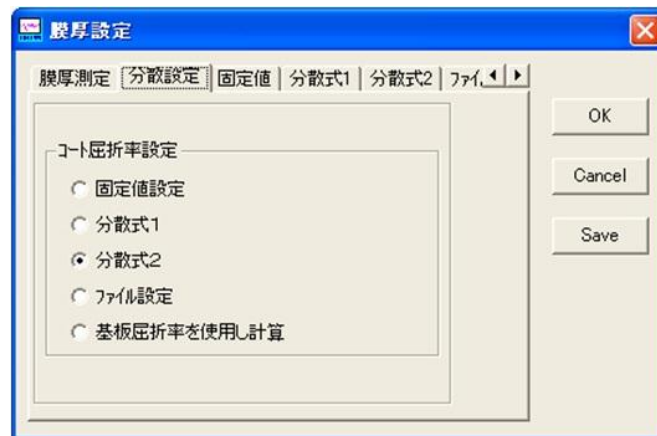 膜厚設定
膜厚測定 分散設定 固定値 分散式1 分散式2 ﾌｧｲ
コート屈折率設定
固定値設定
分散式1
分散式2
ﾌｧｲﾙ設定
基板屈折率を使用し計算
OK
Cancel
Save